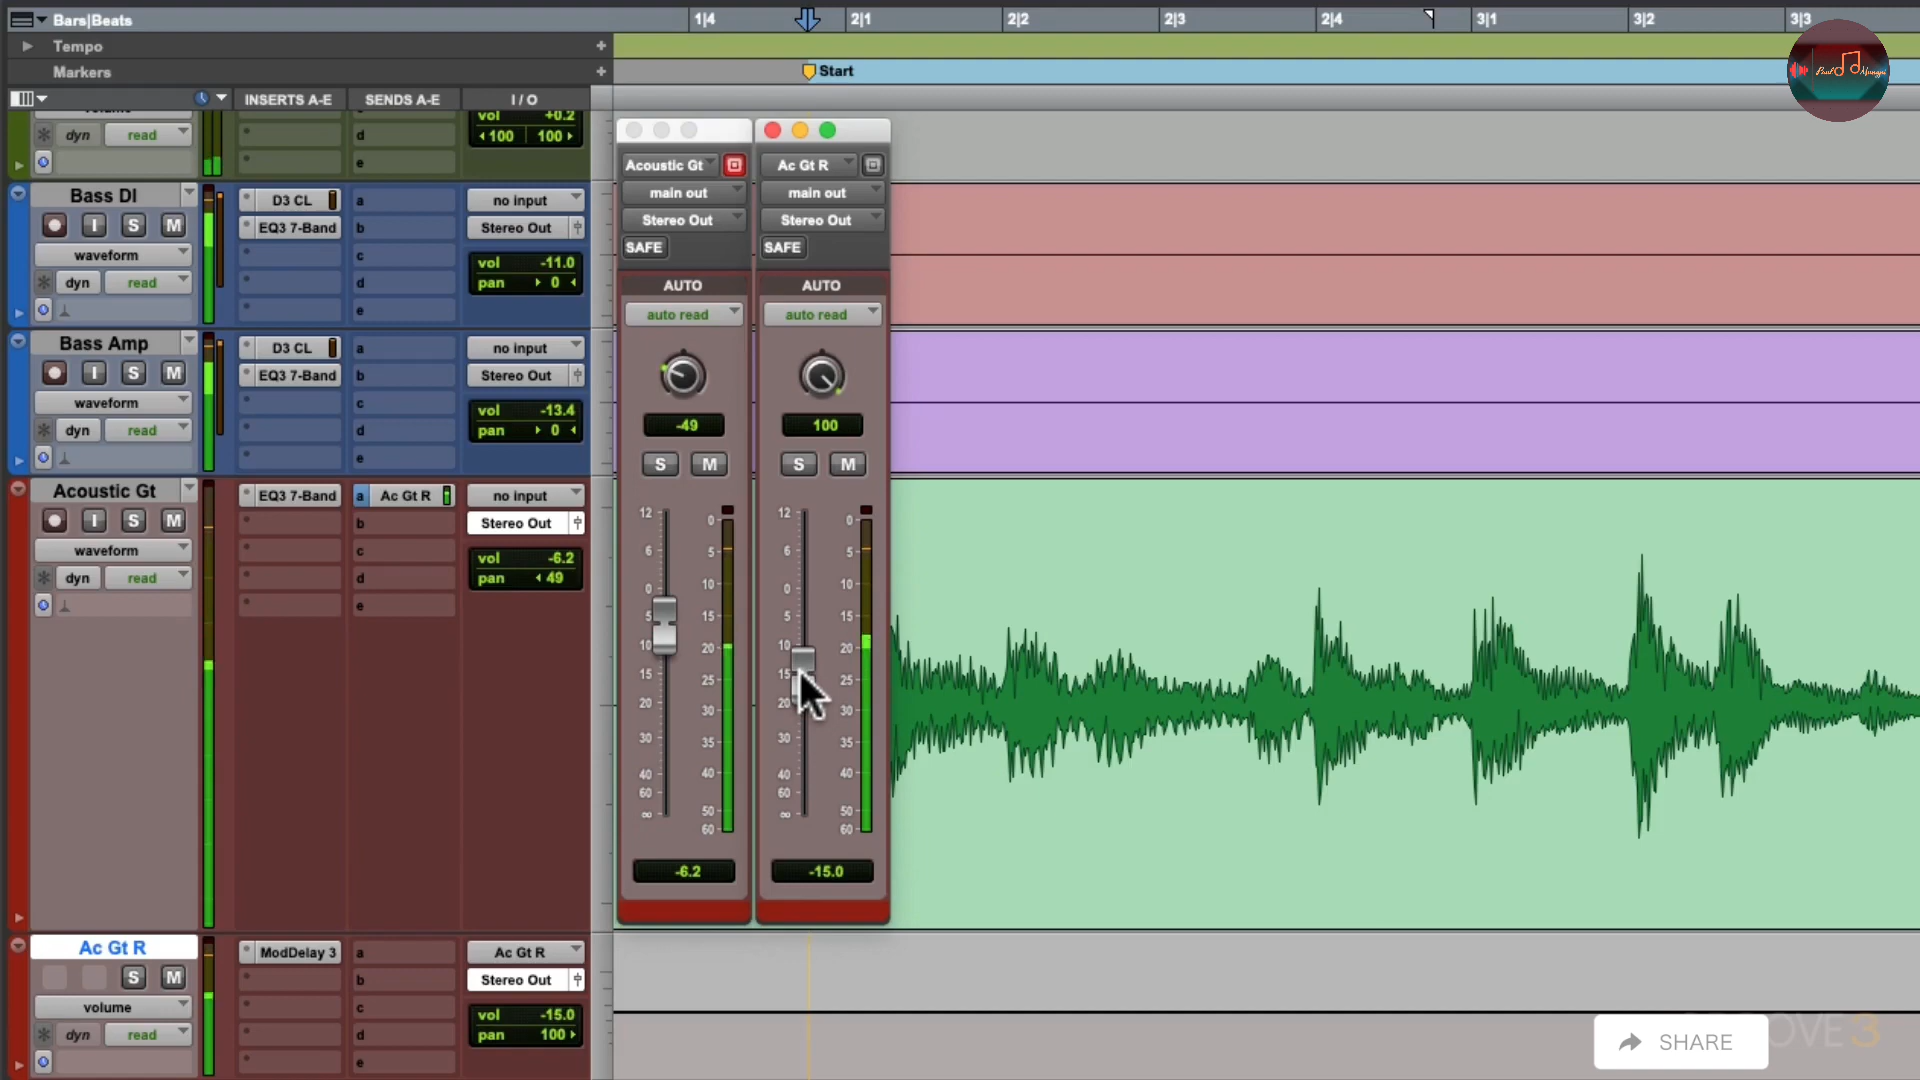 Bars|Beats
1|4 2|1 2|2 2|3 2|4 3|1 3|2 3|3
Tempo +
Markers +
Start
INSERTS A-E SENDS A-E I / O
volume vol +0.2
dyn read d 100 100
e
Bass DI D3 CL a no input
I S M EQ3 7-Band b Stereo Out
waveform c vol -11.0
dyn read d pan 0
e
Bass Amp D3 CL a no input
I S M EQ3 7-Band b Stereo Out
waveform c vol -13.4
dyn read d pan 0
e
Acoustic Gt EQ3 7-Band a Ac Gt R no input
I S M b Stereo Out
waveform c vol -6.2
dyn read d pan 49
e
Ac Gt R ModDelay 3 a Ac Gt R
S M b Stereo Out
volume c vol -15.0
dyn read d pan 100
e
Acoustic Gt
main out
Stereo Out
SAFE
AUTO
auto read
-49
S M
12 0
6 5
0 10
5 15
10 20
15 25
20 30
30 35
40 40
60 50
∞ 60
-6.2
Ac Gt R
main out
Stereo Out
SAFE
AUTO
auto read
100
S M
12 0
6 5
0 10
5 15
10 20
15 25
20 30
30 35
40 40
60 50
∞ 60
-15.0
SHARE
OVE3